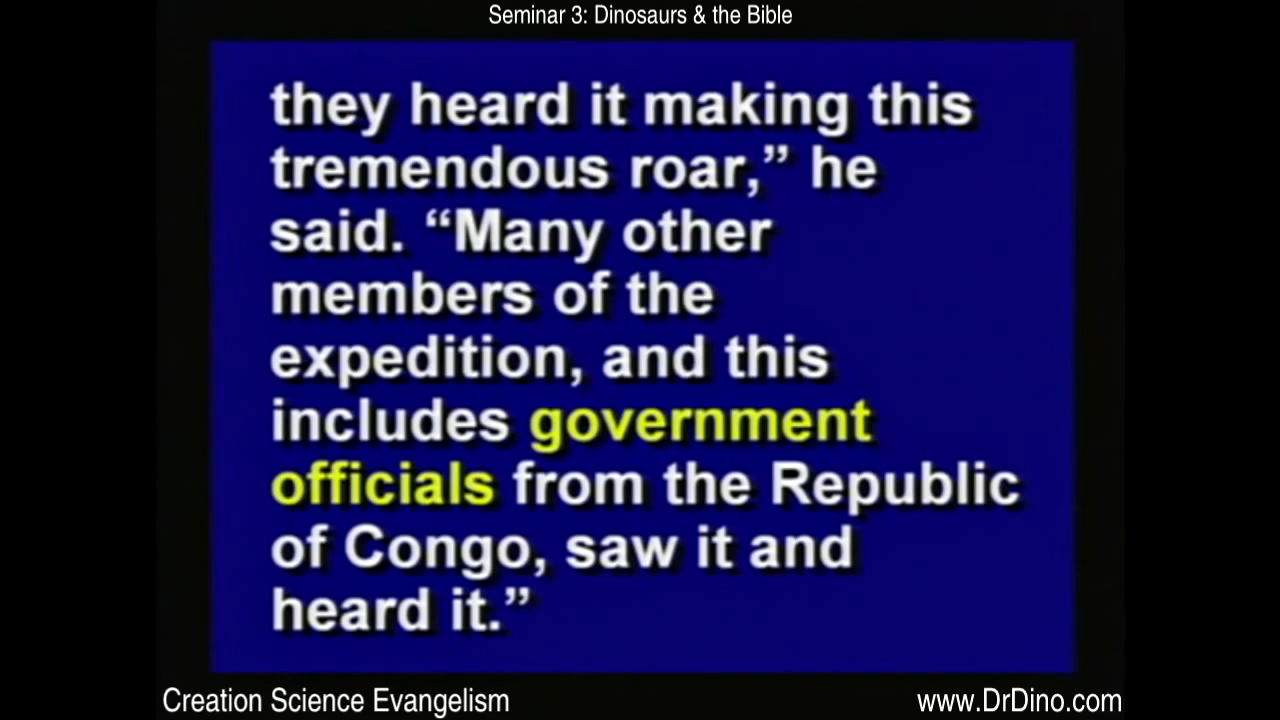 Seminar 3: Dinosaurs & the Bible
they heard it making this
tremendous roar,” he
said. “Many other
members of the
expedition, and this
includes government
officials from the Republic
of Congo, saw it and
heard it.”
Creation Science Evangelism
www.DrDino.com